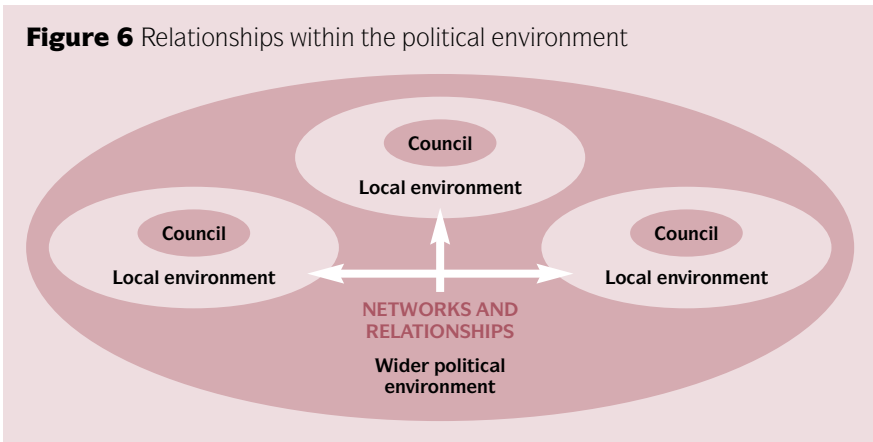 Figure 6 Relationships within the political environment
Council
Local environment
Council
Local environment
Council
Local environment
NETWORKS AND
RELATIONSHIPS
Wider political
environment